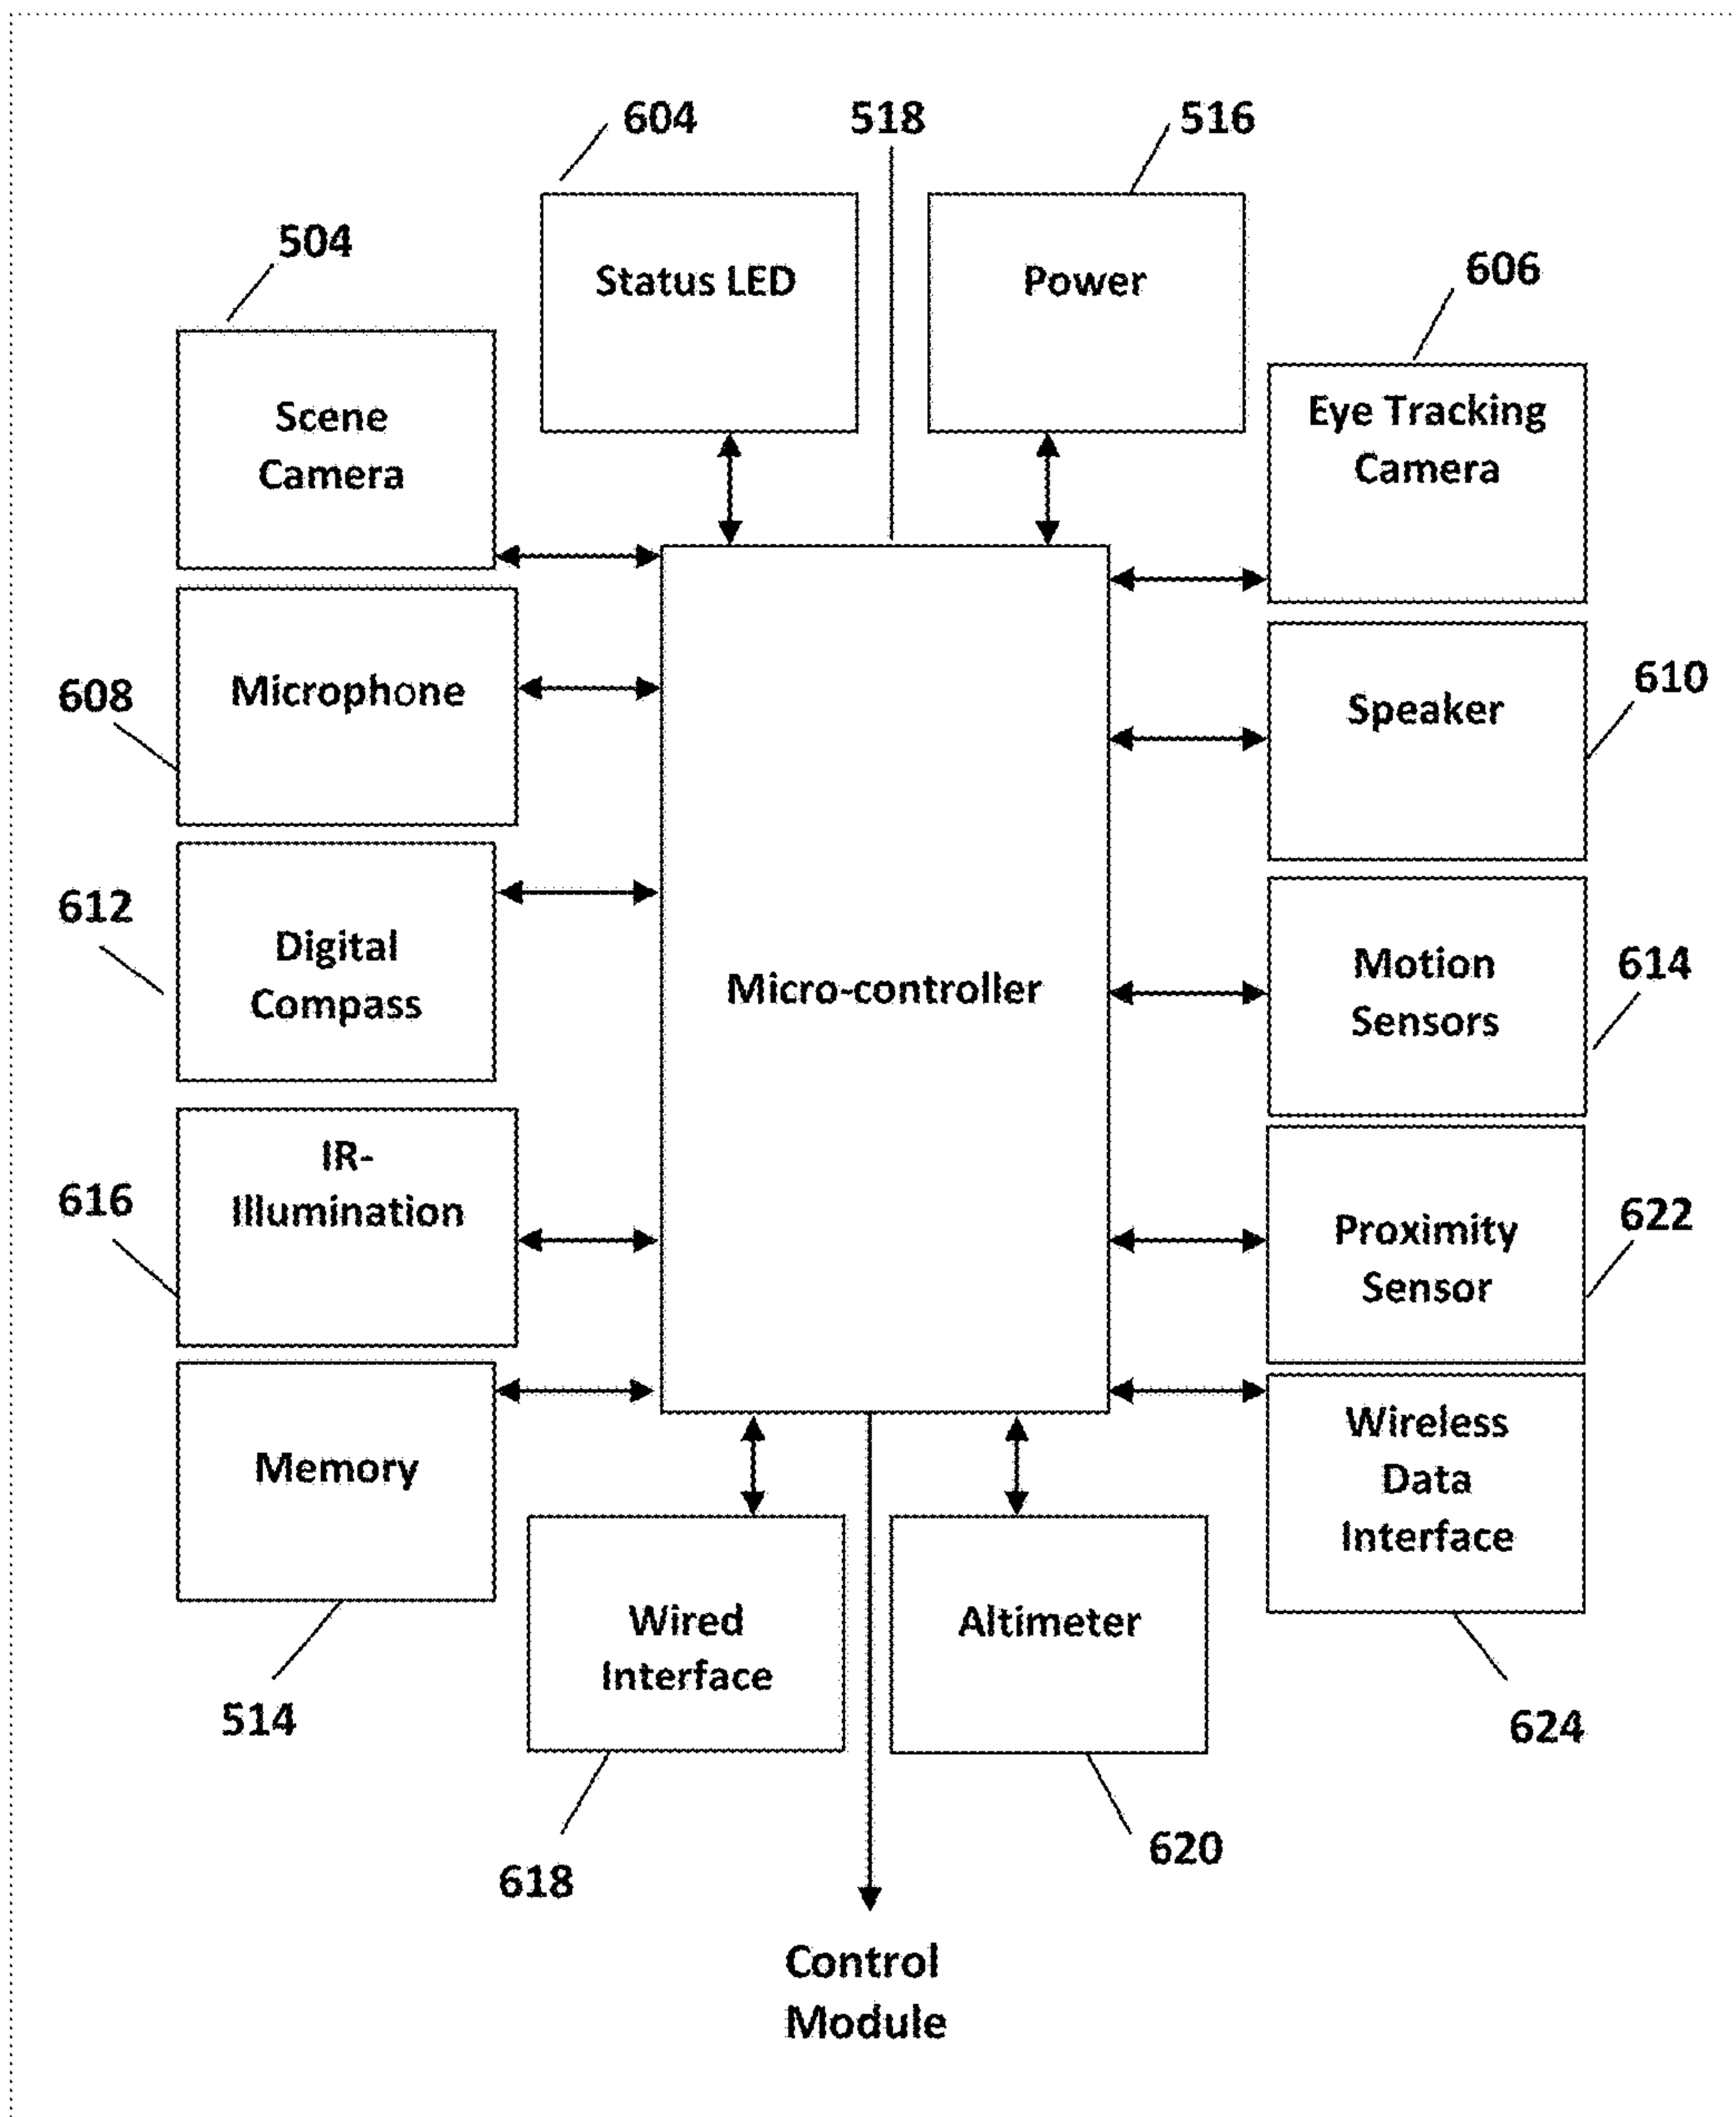 604
518
516
504
Status LED
Power
606
Scene
Camera
Eye Tracking
Camera
608
Microphone
Speaker
610
612
Digital
Compass
Micro-controller
Motion
Sensors
614
616
IR-
Illumination
Proximity
Sensor
622
Memory
Wireless
Data
Interface
514
Wired
Interface
Altimeter
624
618
620
Control
Module